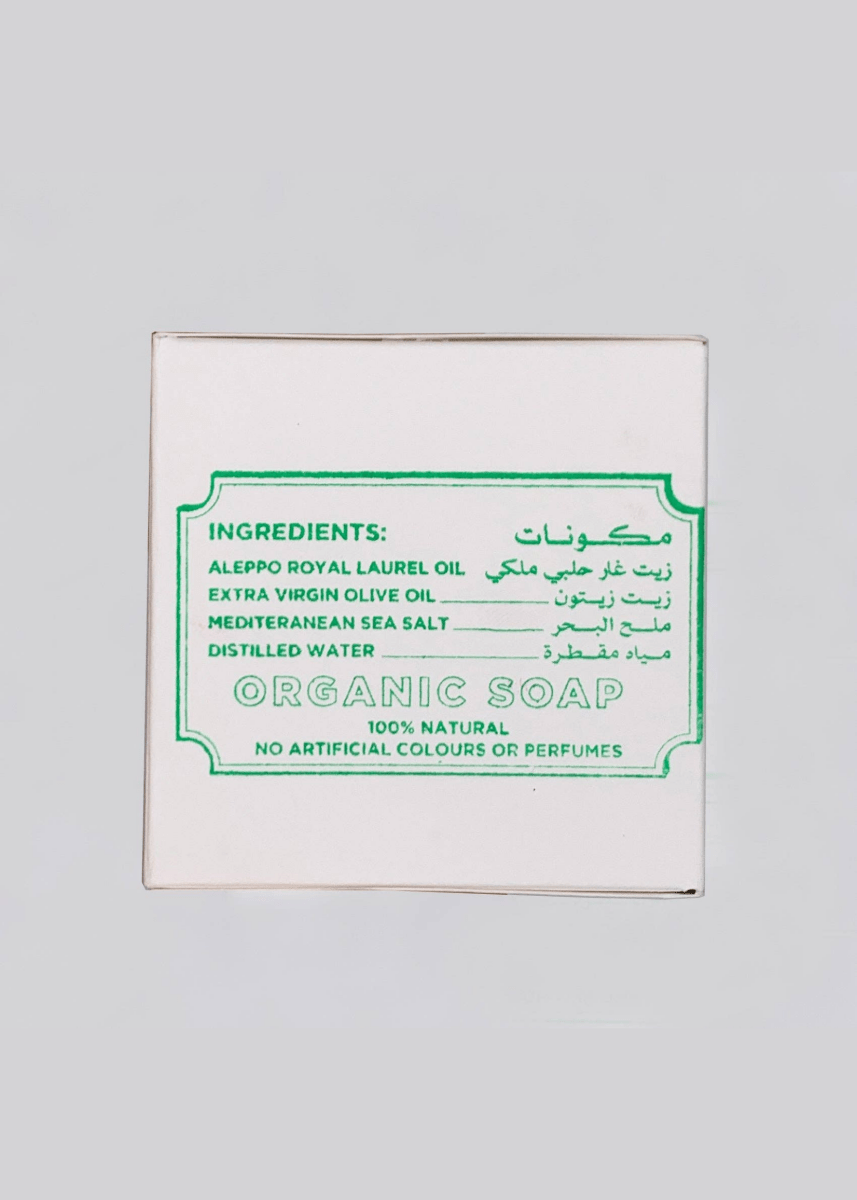 INGREDIENTS: مكونات
ALEPPO ROYAL LAUREL OIL زيت غار حلبي ملكي
EXTRA VIRGIN OLIVE OIL زيت زيتون
MEDITERANEAN SEA SALT ملح البحر
DISTILLED WATER مياه مقطرة
ORGANIC SOAP
100% NATURAL
NO ARTIFICIAL COLOURS OR PERFUMES